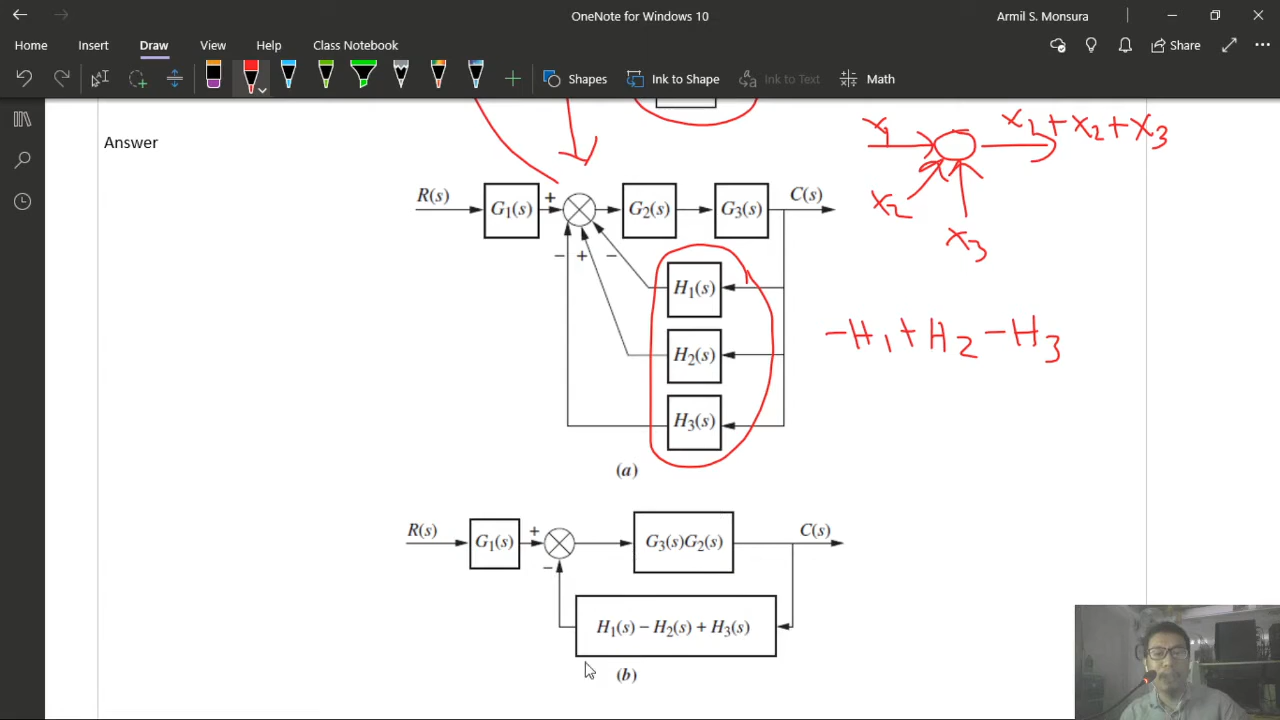 OneNote for Windows 10
Armil S. Monsura
Home Insert Draw View Help Class Notebook
Share
Shapes Ink to Shape Ink to Text Math
Answer
x1
x1+x2+x3
x2
x3
R(s) G1(s) + G2(s) G3(s) C(s)
− + −
H1(s)
−H1+H2−H3
H2(s)
H3(s)
(a)
R(s) G1(s) + G3(s)G2(s) C(s)
−
H1(s) − H2(s) + H3(s)
(b)